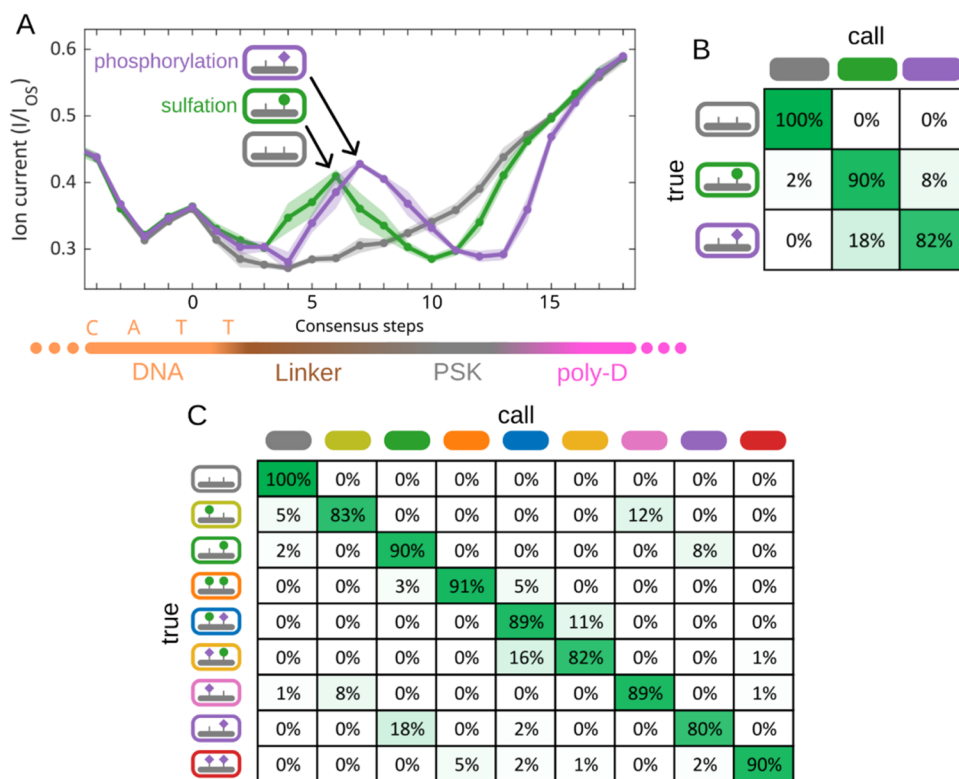 A
0.6
0.5
0.4
0.3
Ion current (I/I_OS)
phosphorylation
sulfation
0 5 10 15
Consensus steps
C A T T
DNA Linker PSK poly-D
B
call
true
100% 0% 0%
2% 90% 8%
0% 18% 82%
C
call
true
100% 0% 0% 0% 0% 0% 0% 0% 0%
5% 83% 0% 0% 0% 0% 12% 0% 0%
2% 0% 90% 0% 0% 0% 0% 8% 0%
0% 0% 3% 91% 5% 0% 0% 0% 0%
0% 0% 0% 0% 89% 11% 0% 0% 0%
0% 0% 0% 0% 16% 82% 0% 0% 1%
1% 8% 0% 0% 0% 0% 89% 0% 1%
0% 0% 18% 0% 2% 0% 0% 80% 0%
0% 0% 0% 5% 2% 1% 0% 2% 90%